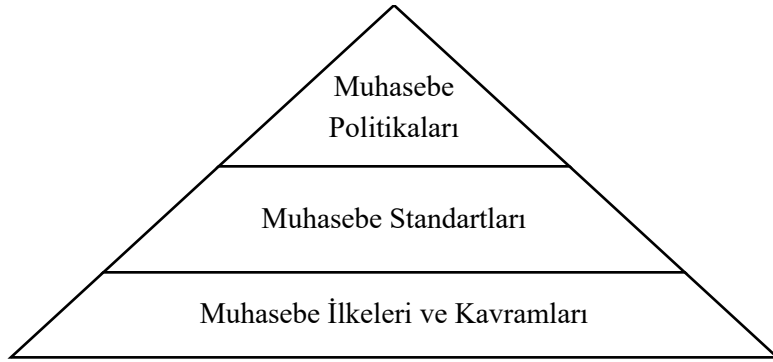 Muhasebe
Politikaları
Muhasebe Standartları
Muhasebe İlkeleri ve Kavramları